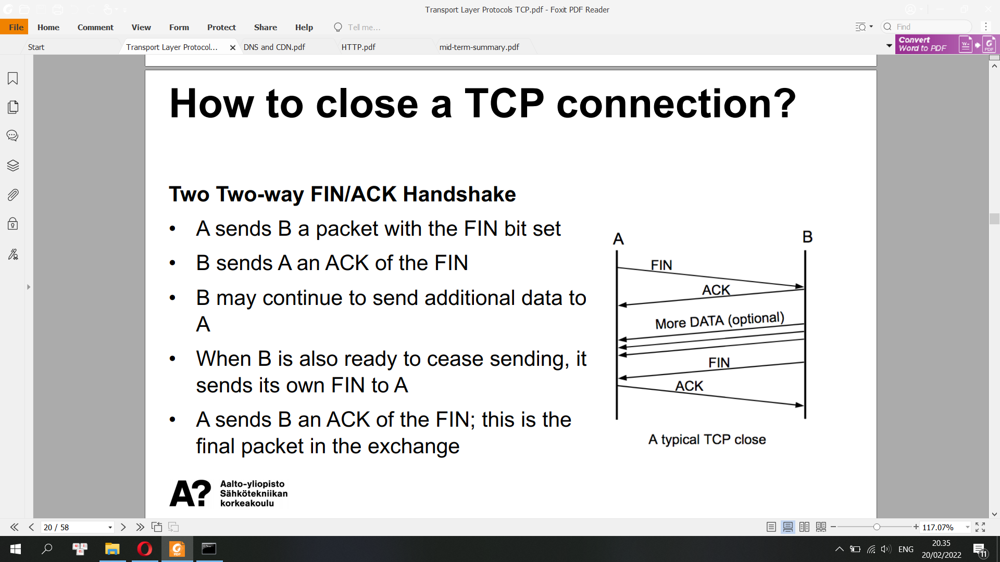 Transport Layer Protocols TCP.pdf - Foxit PDF Reader
File Home Comment View Form Protect Share Help Tell me... Find
Start Transport Layer Protocol... DNS and CDN.pdf HTTP.pdf mid-term-summary.pdf
Convert
Word to PDF
PDF
How to close a TCP connection?
Two Two-way FIN/ACK Handshake
• A sends B a packet with the FIN bit set
• B sends A an ACK of the FIN
• B may continue to send additional data to
A
• When B is also ready to cease sending, it
sends its own FIN to A
• A sends B an ACK of the FIN; this is the
final packet in the exchange
A B
FIN
ACK
More DATA (optional)
FIN
ACK
A typical TCP close
A?
Aalto-yliopisto
Sähkötekniikan
korkeakoulu
20 / 58
117.07%
PDF
ENG
20.35
20/02/2022
11